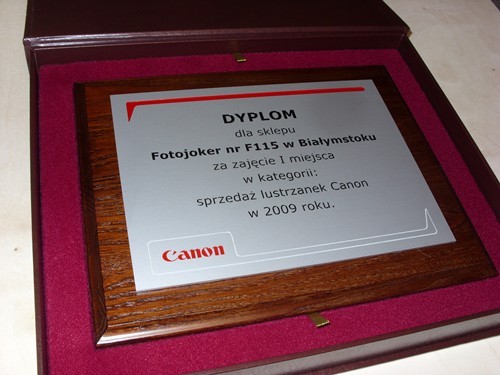 DYPLOM
dla sklepu
Fotojoker nr F115 w Białymstoku
za zajęcie I miejsca
w kategorii:
sprzedaż lustrzanek Canon
w 2009 roku.
Canon